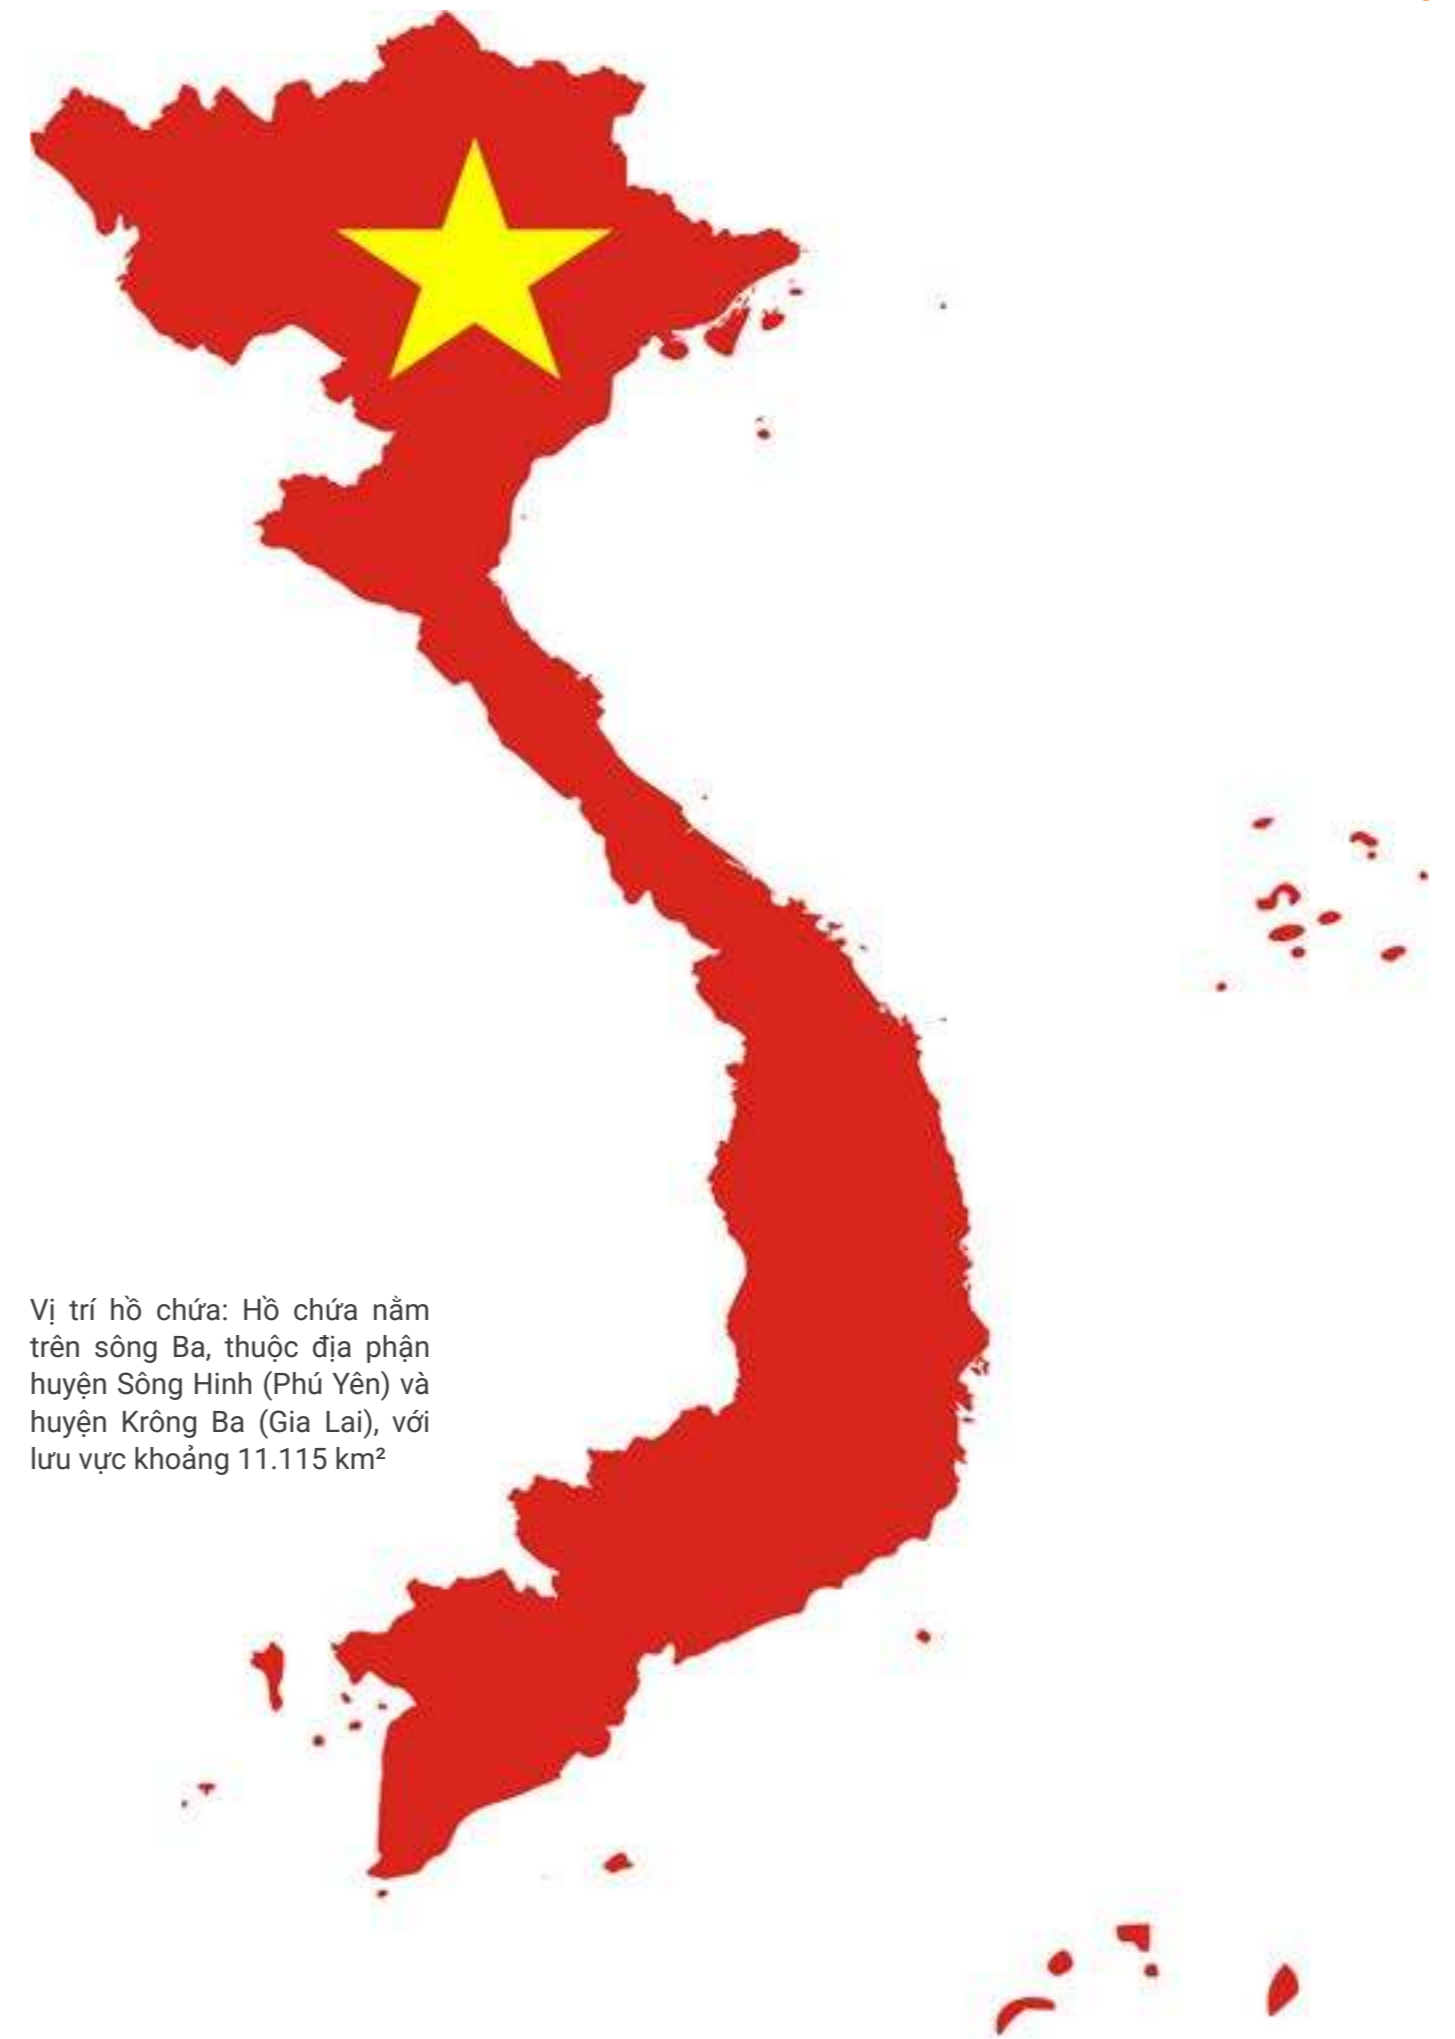 Vị trí hồ chứa: Hồ chứa nằm
trên sông Ba, thuộc địa phận
huyện Sông Hinh (Phú Yên) và
huyện Krông Ba (Gia Lai), với
lưu vực khoảng 11.115 km²